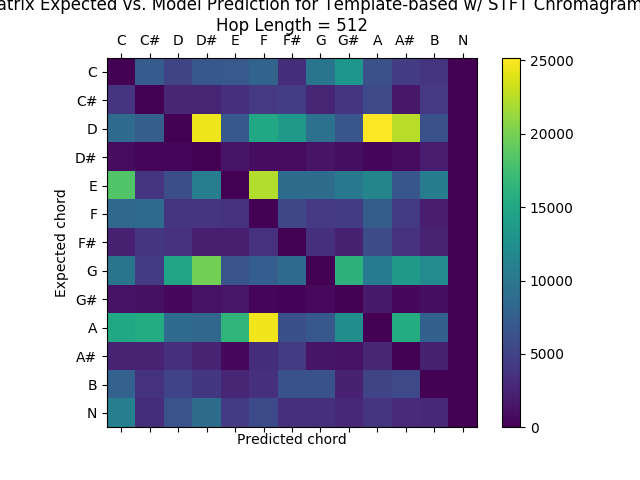 atrix Expected vs. Model Prediction for Template-based w/ STFT Chromagram
Hop Length = 512
C C# D D# E F F# G G# A A# B N
C
C#
D
D#
E
F
F#
G
G#
A
A#
B
N
Expected chord
Predicted chord
25000
20000
15000
10000
5000
0